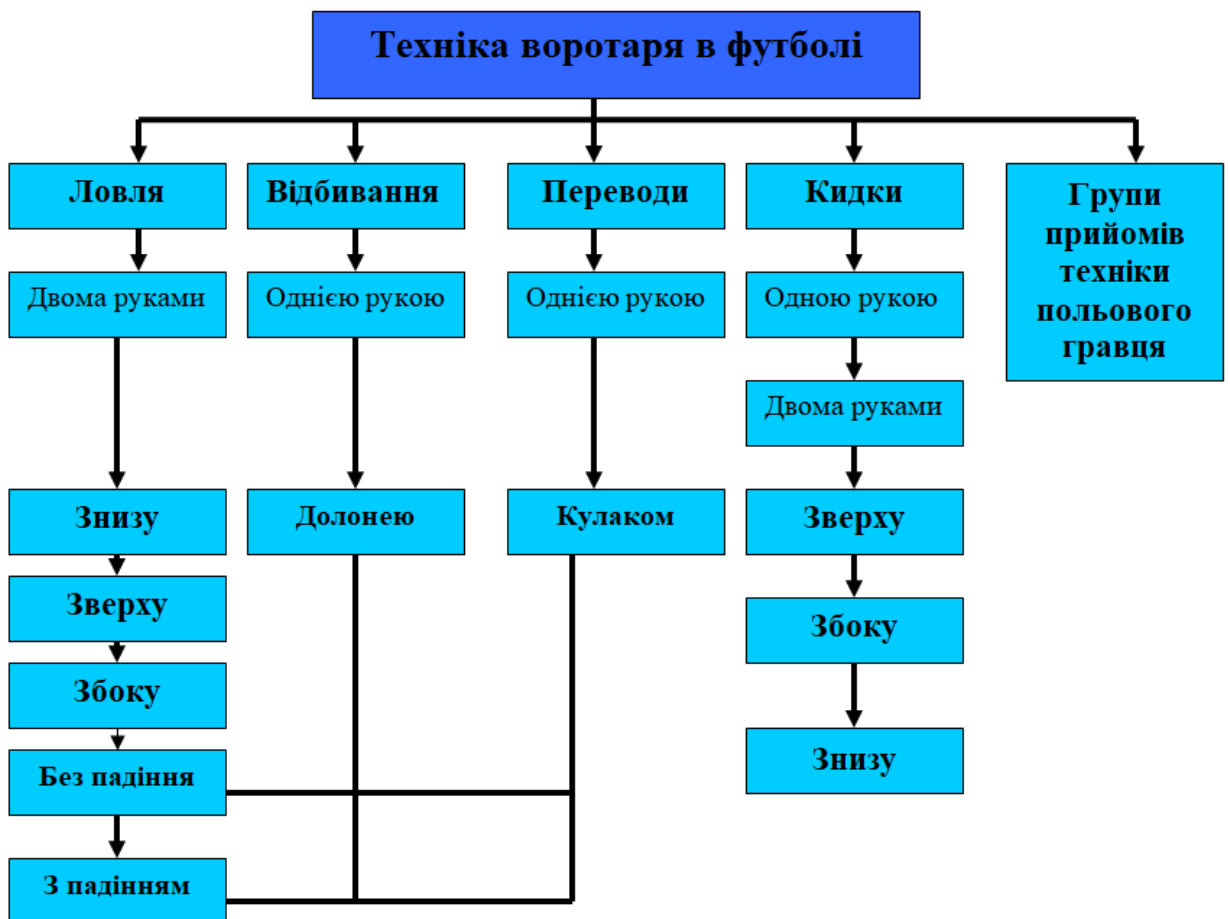 Техніка воротаря в футболі
Ловля
Відбивання
Переводи
Кидки
Групи
прийомів
техніки
польового
гравця
Двома руками
Однією рукою
Однією рукою
Одною рукою
Двома руками
Знизу
Долонею
Кулаком
Зверху
Зверху
Збоку
Збоку
Без падіння
Знизу
З падінням